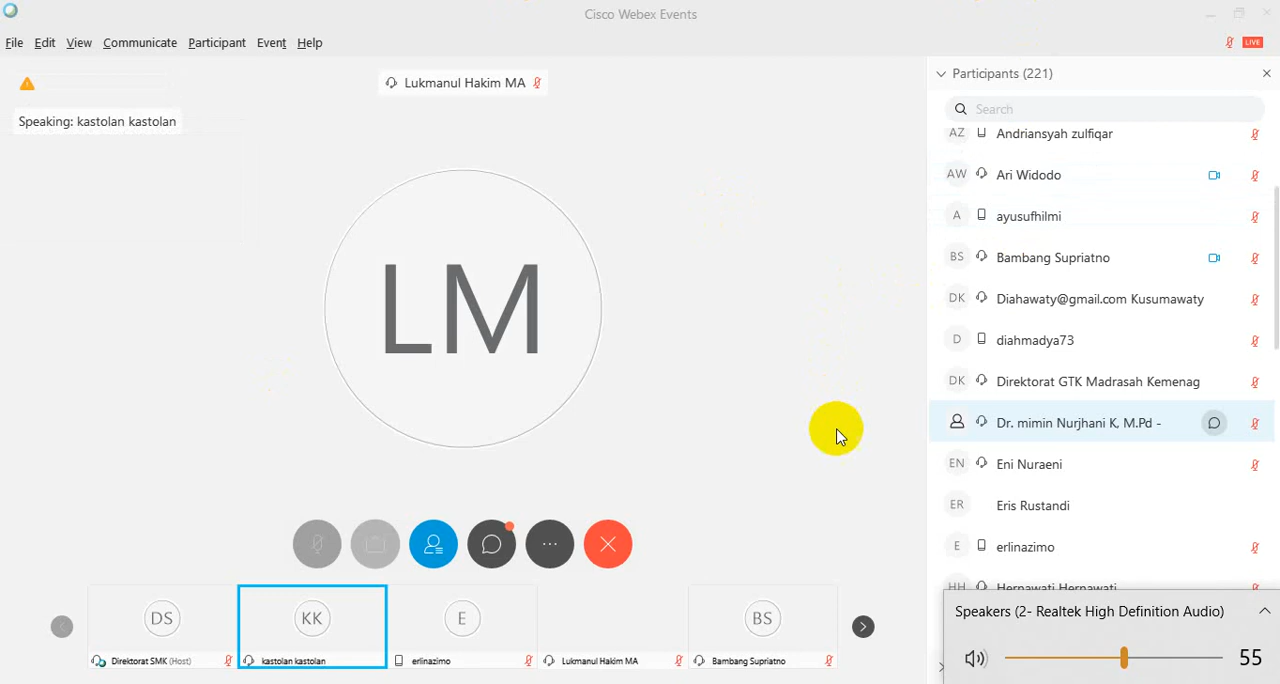 Cisco Webex Events
File Edit View Communicate Participant Event Help
LIVE
Lukmanul Hakim MA
Speaking: kastolan kastolan
LM
Participants (221)
Search
AZ Andriansyah zulfiqar
AW Ari Widodo
A ayusufhilmi
BS Bambang Supriatno
DK Diahawaty@gmail.com Kusumawaty
D diahmadya73
DK Direktorat GTK Madrasah Kemenag
Dr. mimin Nurjhani K, M.Pd -
EN Eni Nuraeni
ER Eris Rustandi
E erlinazimo
HH Hernawati Hernawati
DS KK E BS
Direktorat SMK (Host) kastolan kastolan erlinazimo Lukmanul Hakim MA Bambang Supriatno
Speakers (2- Realtek High Definition Audio)
55